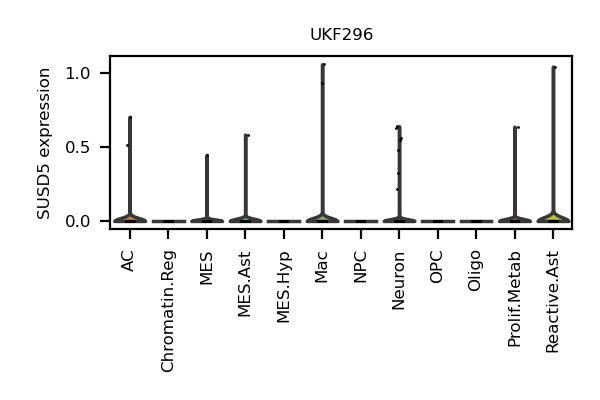 UKF296
SUSD5 expression
1.0
0.5
0.0
AC
Chromatin.Reg
MES
MES.Ast
MES.Hyp
Mac
NPC
Neuron
OPC
Oligo
Prolif.Metab
Reactive.Ast